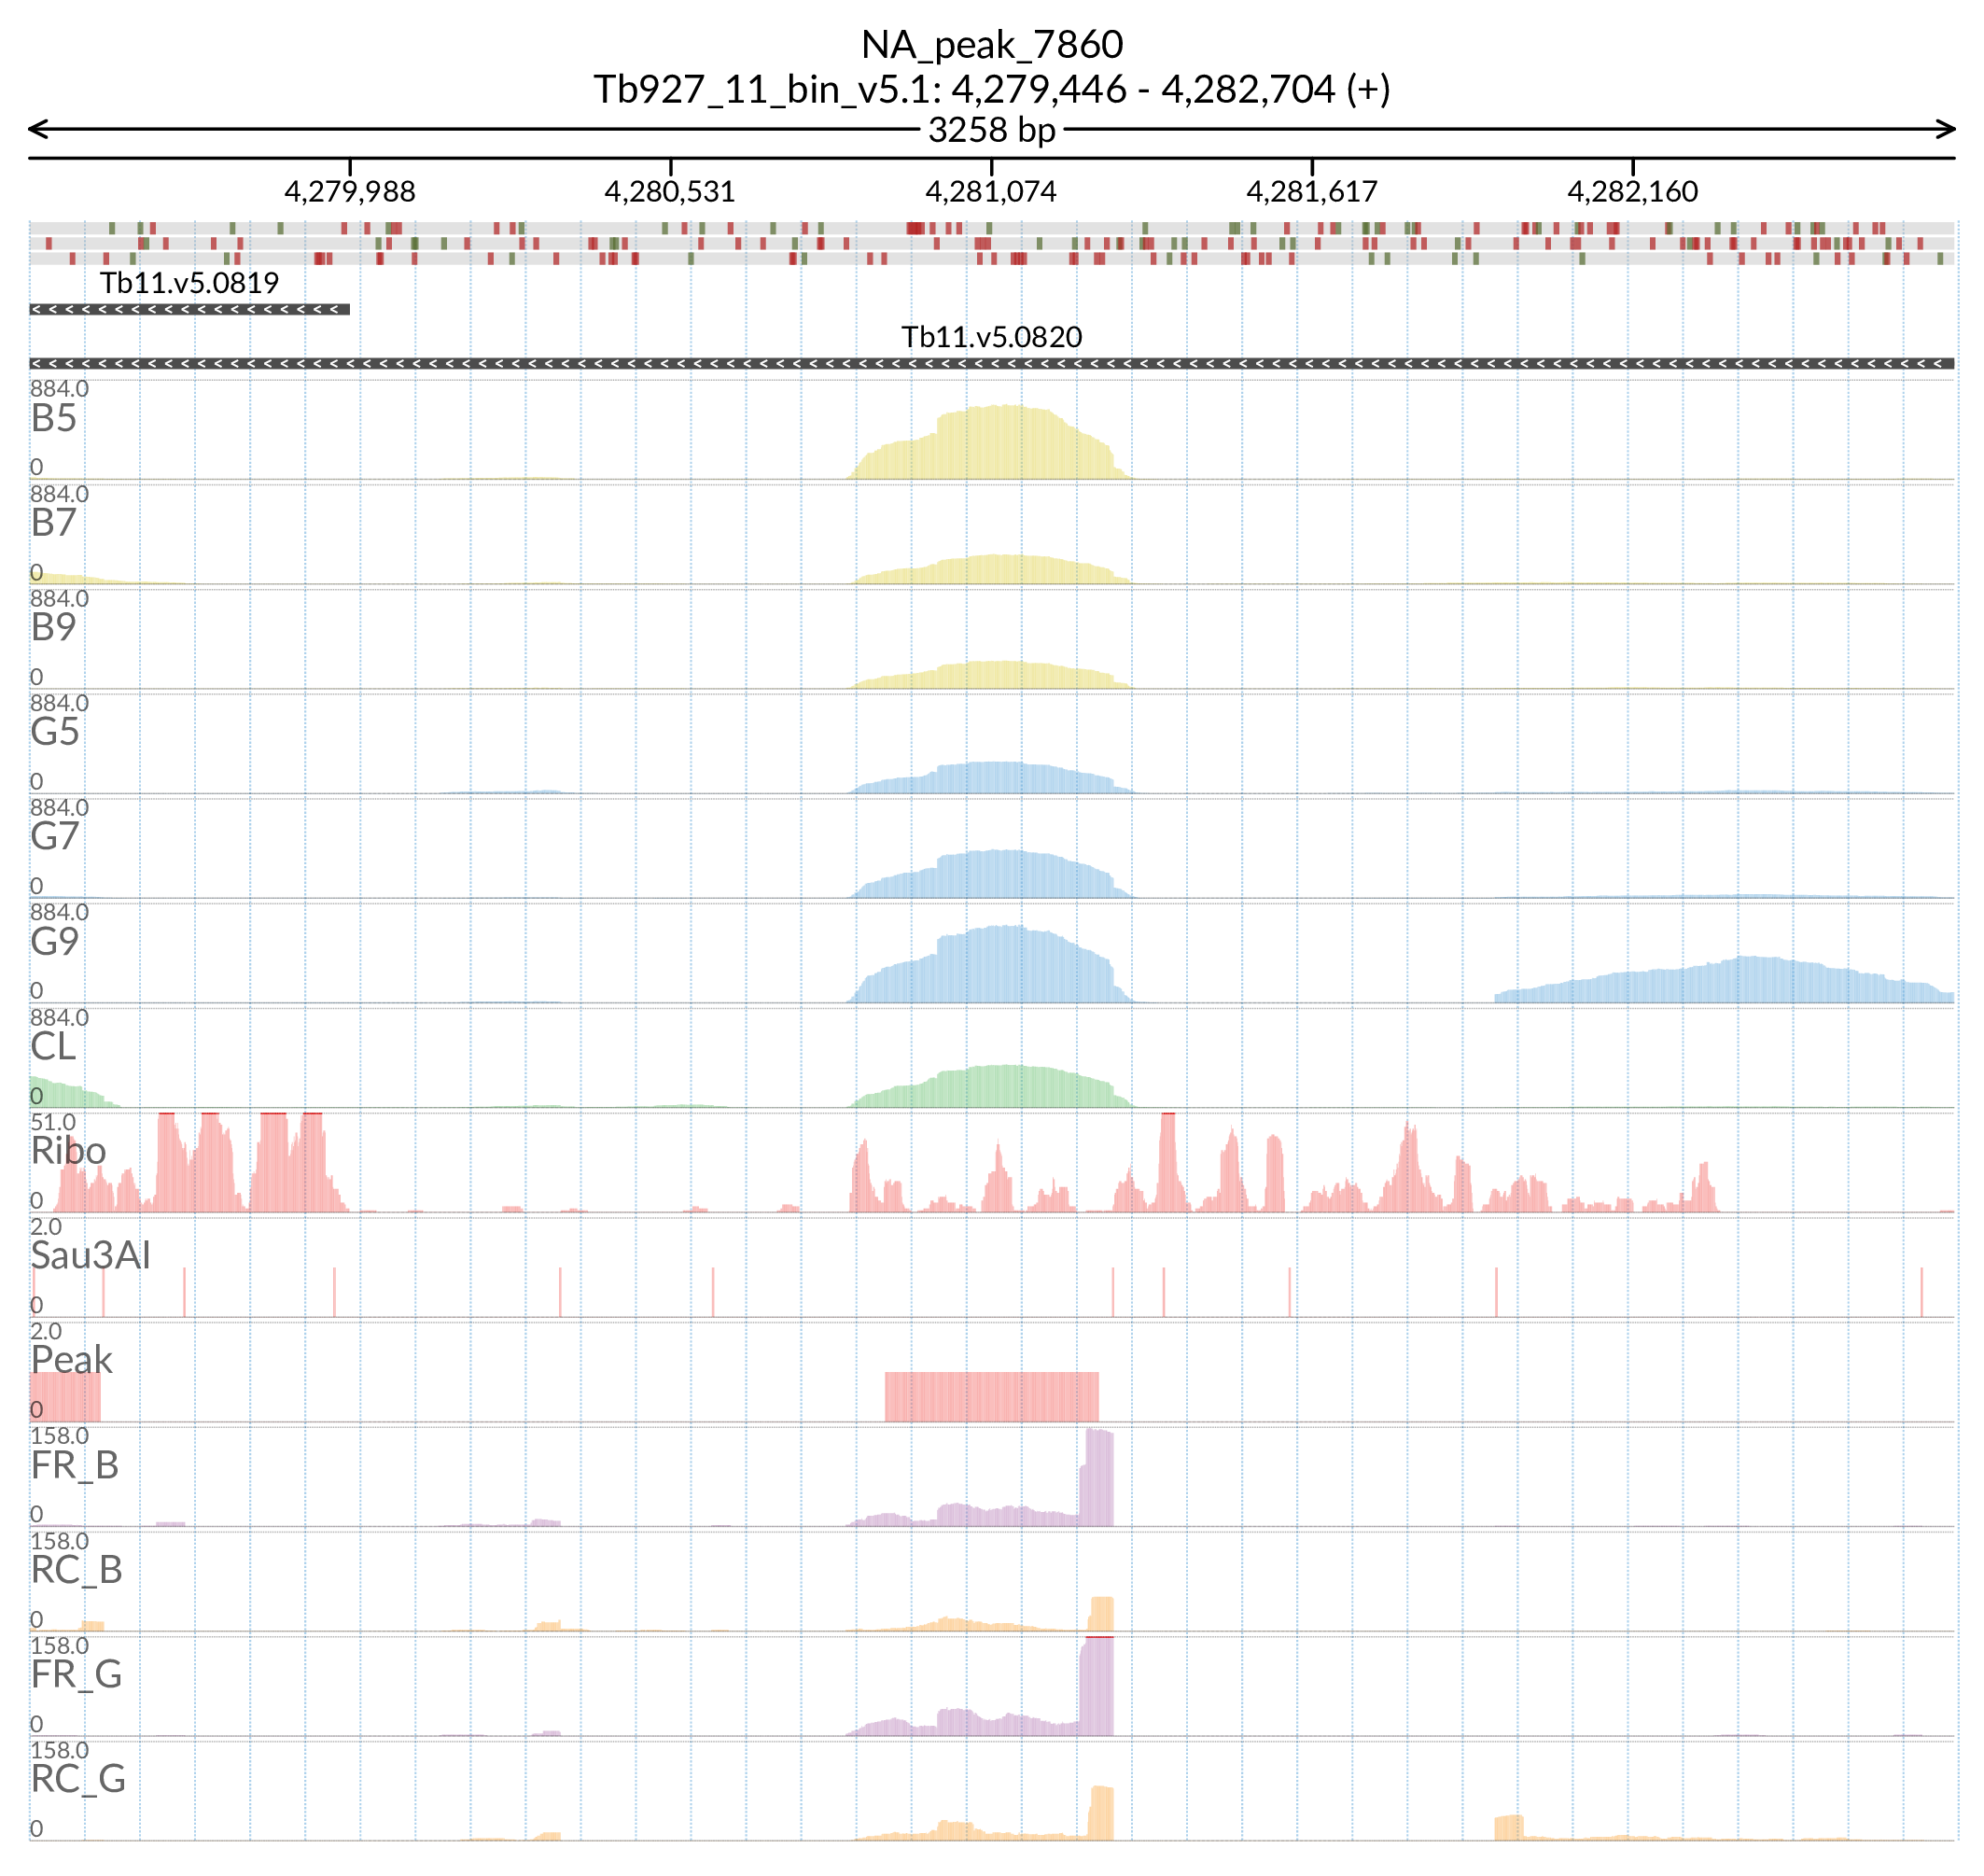 NA_peak_7860
Tb927_11_bin_v5.1: 4,279,446 - 4,282,704 (+)
3258 bp
4,279,988 4,280,531 4,281,074 4,281,617 4,282,160
Tb11.v5.0819
Tb11.v5.0820
884.0
B5
0
884.0
B7
0
884.0
B9
0
884.0
G5
0
884.0
G7
0
884.0
G9
0
884.0
CL
0
51.0
Ribo
0
2.0
Sau3AI
0
2.0
Peak
0
158.0
FR_B
0
158.0
RC_B
0
158.0
FR_G
0
158.0
RC_G
0